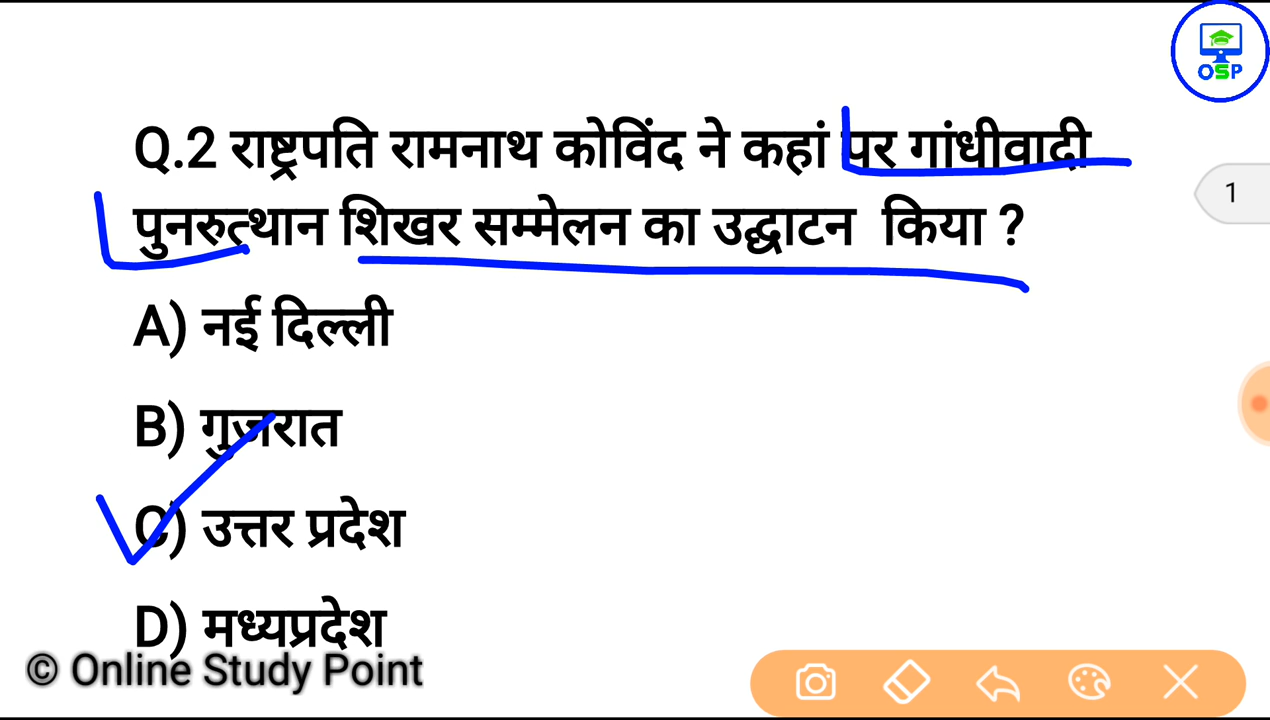 OSP
Q.2 राष्ट्रपति रामनाथ कोविंद ने कहां पर गांधीवादी
पुनरुत्थान शिखर सम्मेलन का उद्घाटन किया ?
1
A) नई दिल्ली
B) गुजरात
C) उत्तर प्रदेश
D) मध्यप्रदेश
© Online Study Point